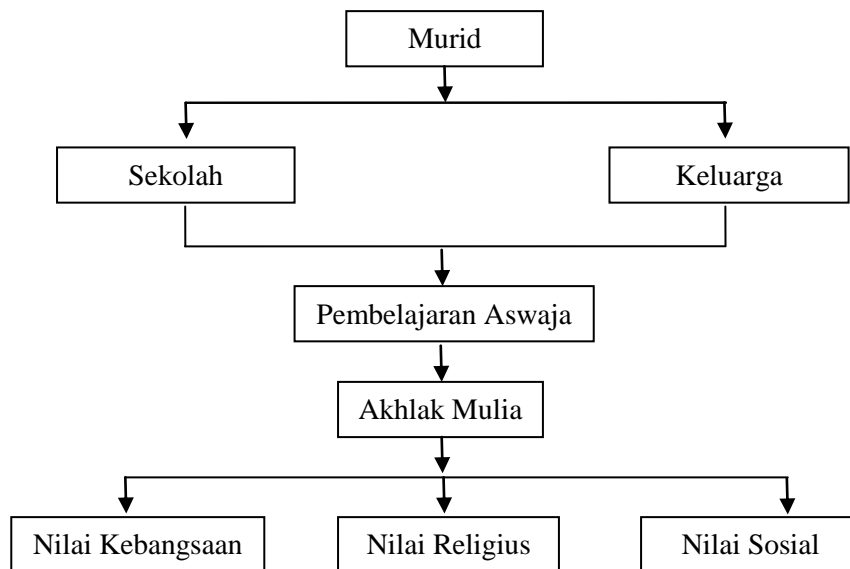 Murid
Sekolah
Keluarga
Pembelajaran Aswaja
Akhlak Mulia
Nilai Kebangsaan
Nilai Religius
Nilai Sosial